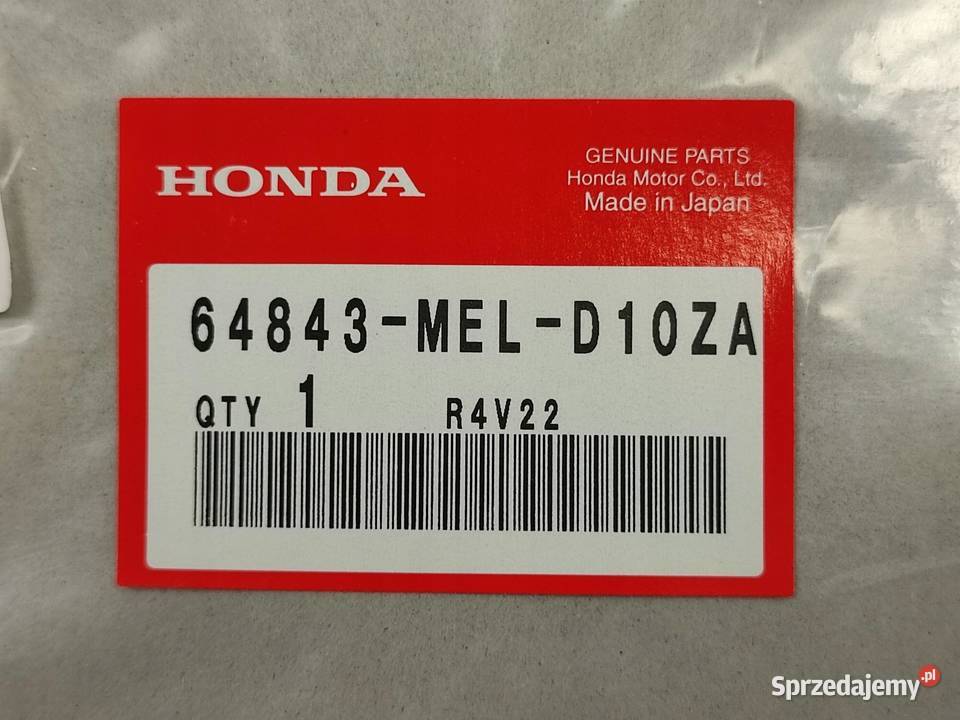 HONDA
GENUINE PARTS
Honda Motor Co., Ltd.
Made in Japan
64843-MEL-D10ZA
QTY 1 R4V22
Sprzedajemy.pl